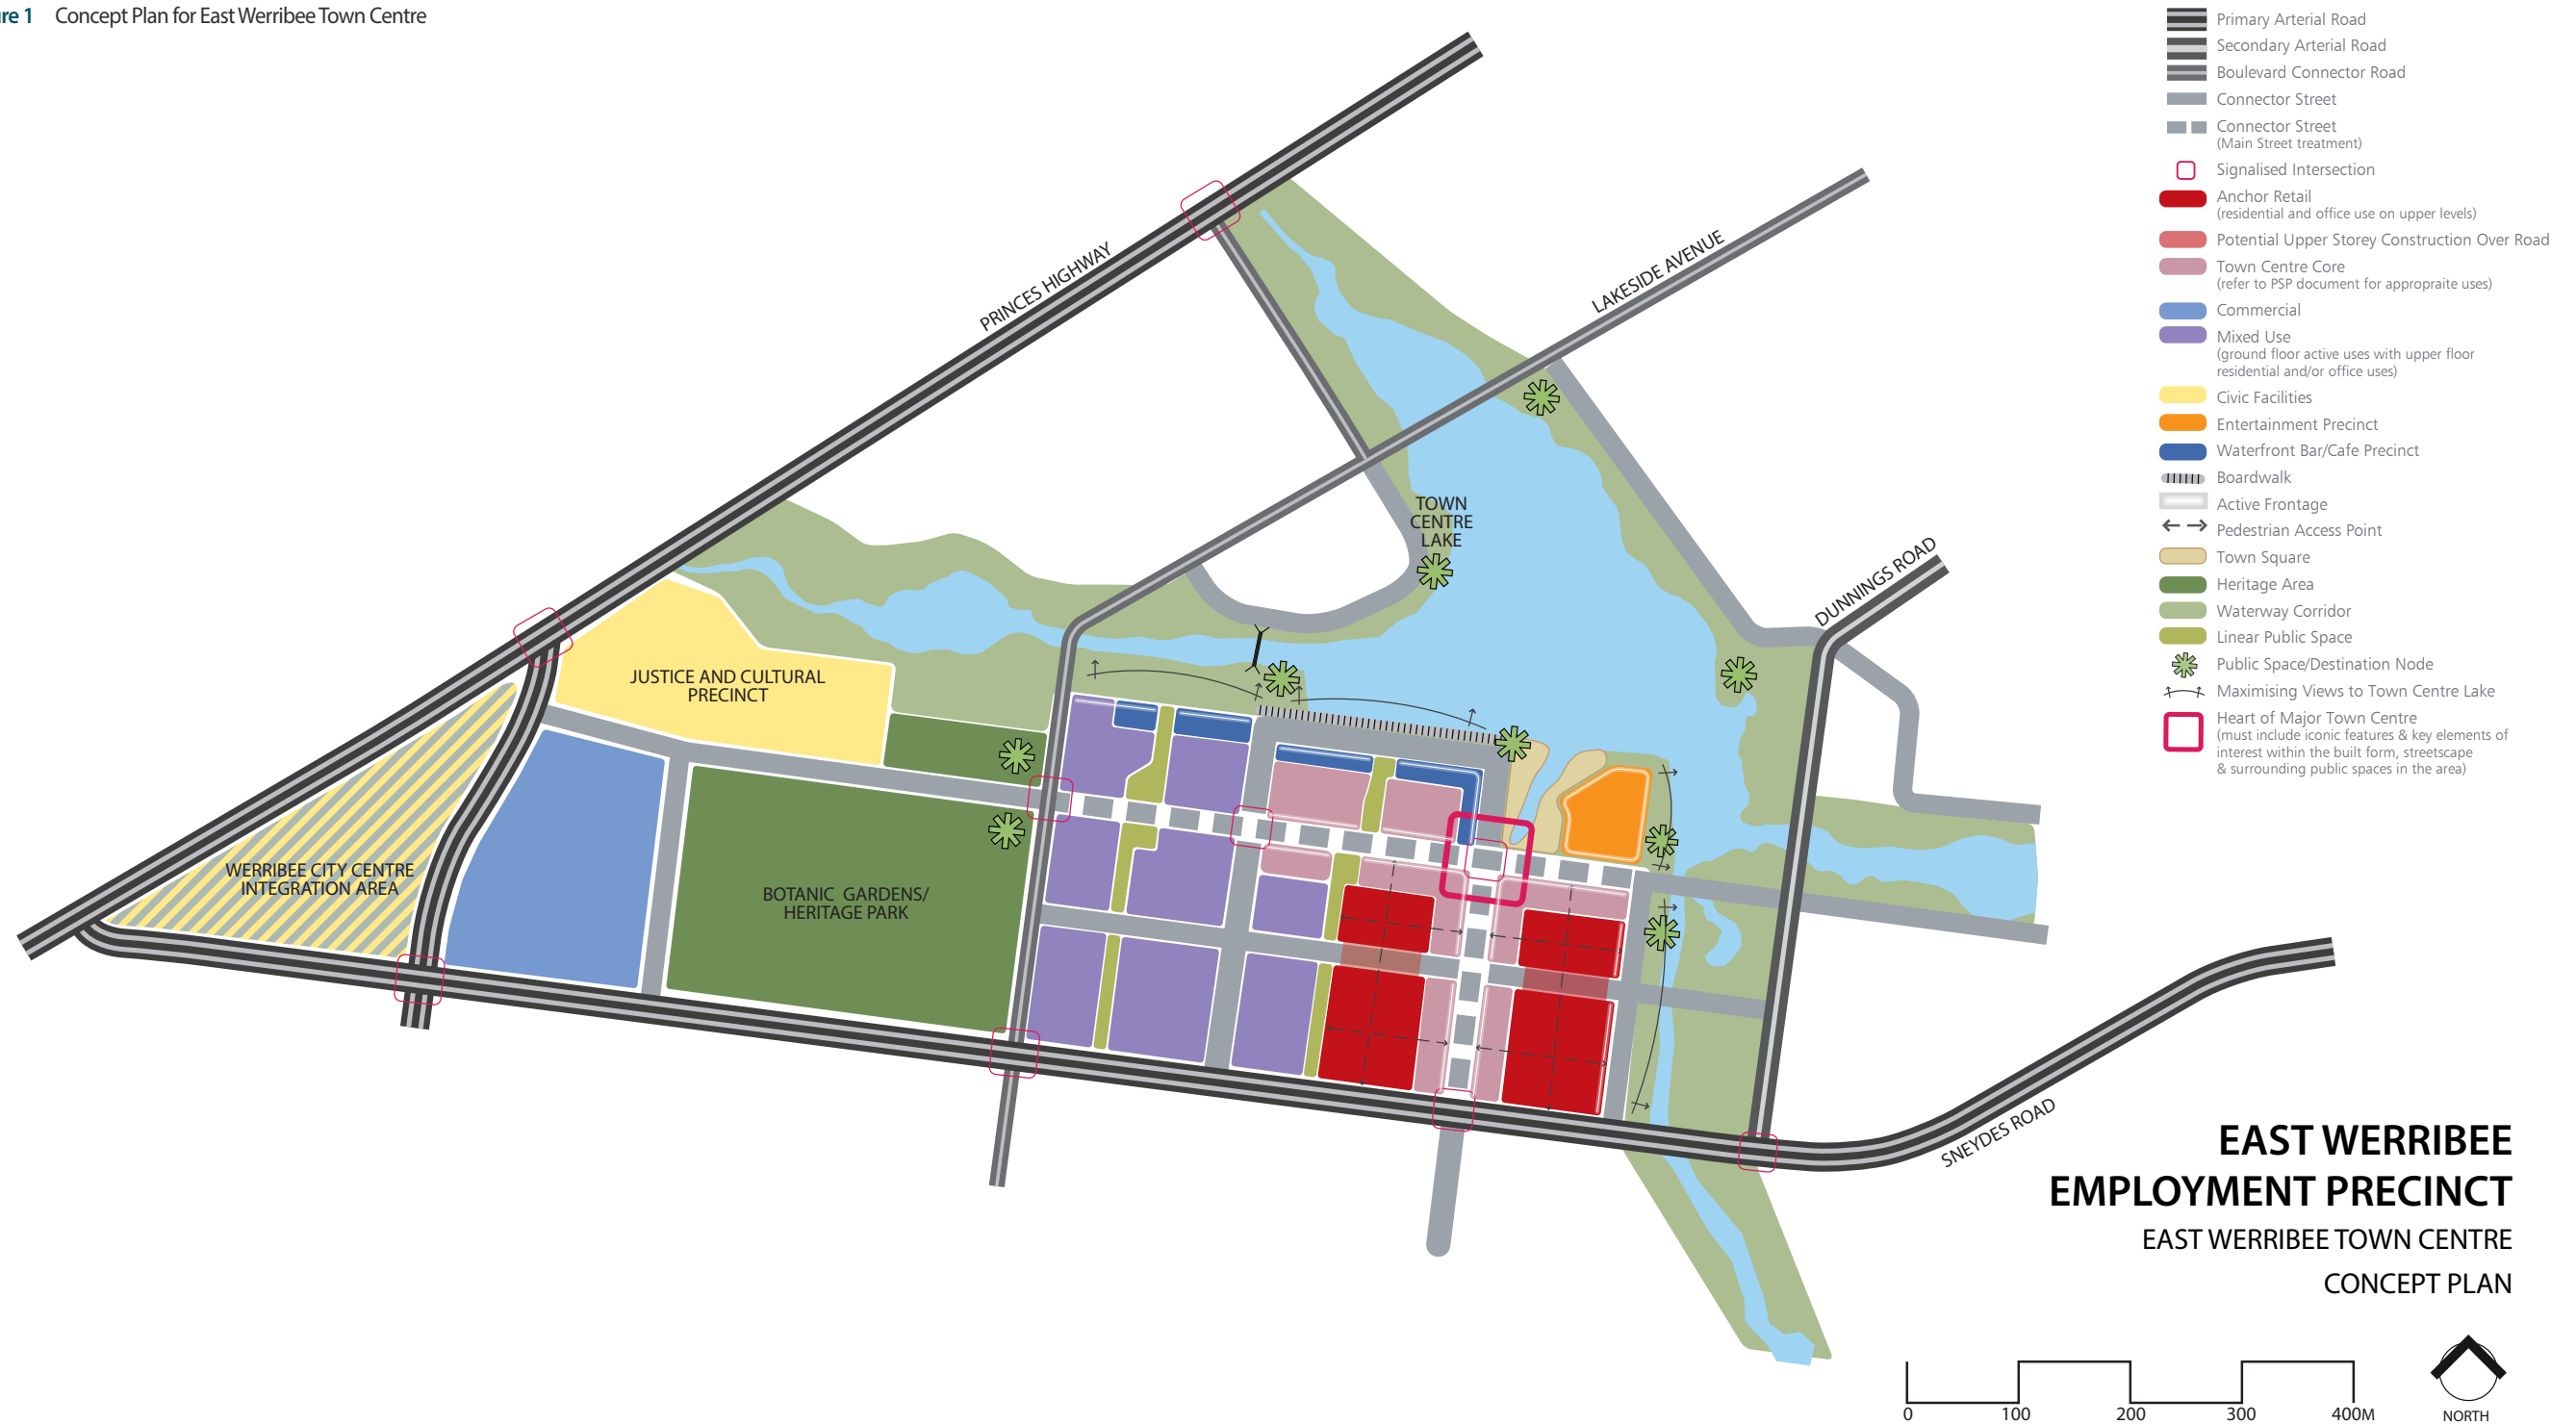 re 1 Concept Plan for East Werribee Town Centre
Primary Arterial Road
Secondary Arterial Road
Boulevard Connector Road
Connector Street
Connector Street
(Main Street treatment)
Signalised Intersection
Anchor Retail
(residential and office use on upper levels)
Potential Upper Storey Construction Over Road
Town Centre Core
(refer to PSP document for appropraite uses)
Commercial
Mixed Use
(ground floor active uses with upper floor
residential and/or office uses)
Civic Facilities
Entertainment Precinct
Waterfront Bar/Cafe Precinct
Boardwalk
Active Frontage
Pedestrian Access Point
Town Square
Heritage Area
Waterway Corridor
Linear Public Space
Public Space/Destination Node
Maximising Views to Town Centre Lake
Heart of Major Town Centre
(must include iconic features & key elements of
interest within the built form, streetscape
& surrounding public spaces in the area)
PRINCES HIGHWAY
LAKESIDE AVENUE
TOWN
CENTRE
LAKE
DUNNINGS ROAD
JUSTICE AND CULTURAL
PRECINCT
WERRIBEE CITY CENTRE
INTEGRATION AREA
BOTANIC GARDENS/
HERITAGE PARK
SNEYDES ROAD
EAST WERRIBEE
EMPLOYMENT PRECINCT
EAST WERRIBEE TOWN CENTRE
CONCEPT PLAN
0 100 200 300 400M
NORTH